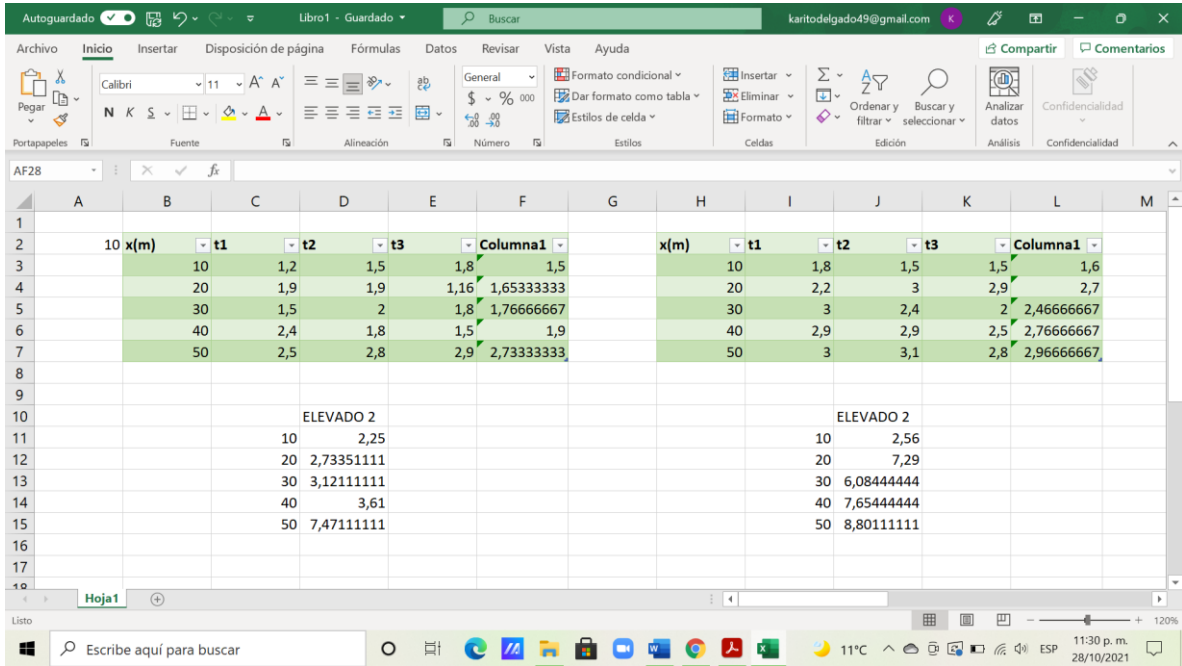 Autoguardado Libro1 - Guardado Buscar karitodelgado49@gmail.com K
Archivo Inicio Insertar Disposición de página Fórmulas Datos Revisar Vista Ayuda Compartir Comentarios
Pegar Calibri 11 A^ A˅ General Formato condicional Insertar Σ
N K S A $ % 000 Dar formato como tabla Eliminar Ordenar y filtrar Buscar y seleccionar Analizar datos Confidencialidad
Estilos de celda Formato
Portapapeles Fuente Alineación Número Estilos Celdas Edición Análisis Confidencialidad
AF28 fx
A B C D E F G H I J K L M
1
2 10 x(m) t1 t2 t3 Columna1 x(m) t1 t2 t3 Columna1
3 10 1,2 1,5 1,8 1,5 10 1,8 1,5 1,5 1,6
4 20 1,9 1,9 1,16 1,65333333 20 2,2 3 2,9 2,7
5 30 1,5 2 1,8 1,76666667 30 3 2,4 2 2,46666667
6 40 2,4 1,8 1,5 1,9 40 2,9 2,9 2,5 2,76666667
7 50 2,5 2,8 2,9 2,73333333 50 3 3,1 2,8 2,96666667
8
9
10 ELEVADO 2 ELEVADO 2
11 10 2,25 10 2,56
12 20 2,73351111 20 7,29
13 30 3,12111111 30 6,08444444
14 40 3,61 40 7,65444444
15 50 7,47111111 50 8,80111111
16
17
18
Hoja1
Listo 120%
Escribe aquí para buscar 11°C ESP 11:30 p. m.
28/10/2021